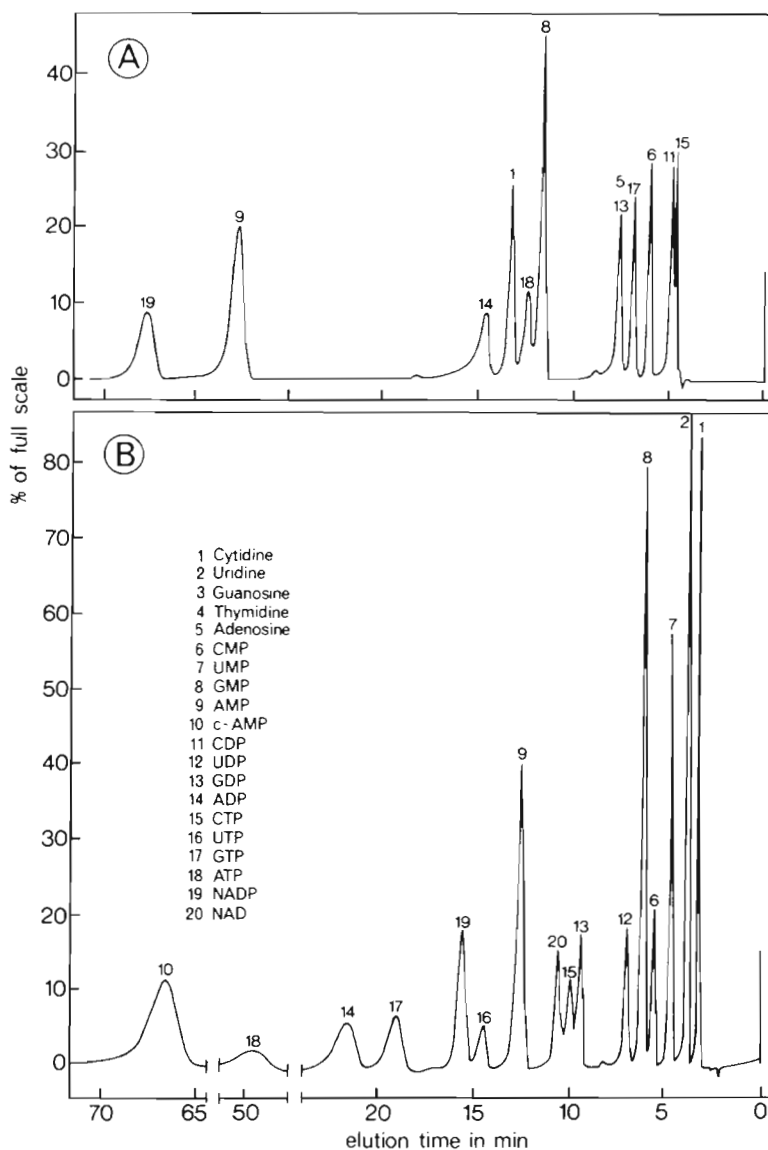 A
8
40
30
20
10
0
19
9
14
1
18
5
13
17
6
11
15
% of full scale
B
80
70
60
50
40
30
20
10
0
1 Cytidine
2 Uridine
3 Guanosine
4 Thymidine
5 Adenosine
6 CMP
7 UMP
8 GMP
9 AMP
10 c-AMP
11 CDP
12 UDP
13 GDP
14 ADP
15 CTP
16 UTP
17 GTP
18 ATP
19 NADP
20 NAD
10
18
14
17
19
16
9
20
15
13
12
8
6
7
2
1
70 65 50 20 15 10 5 0
elution time in min